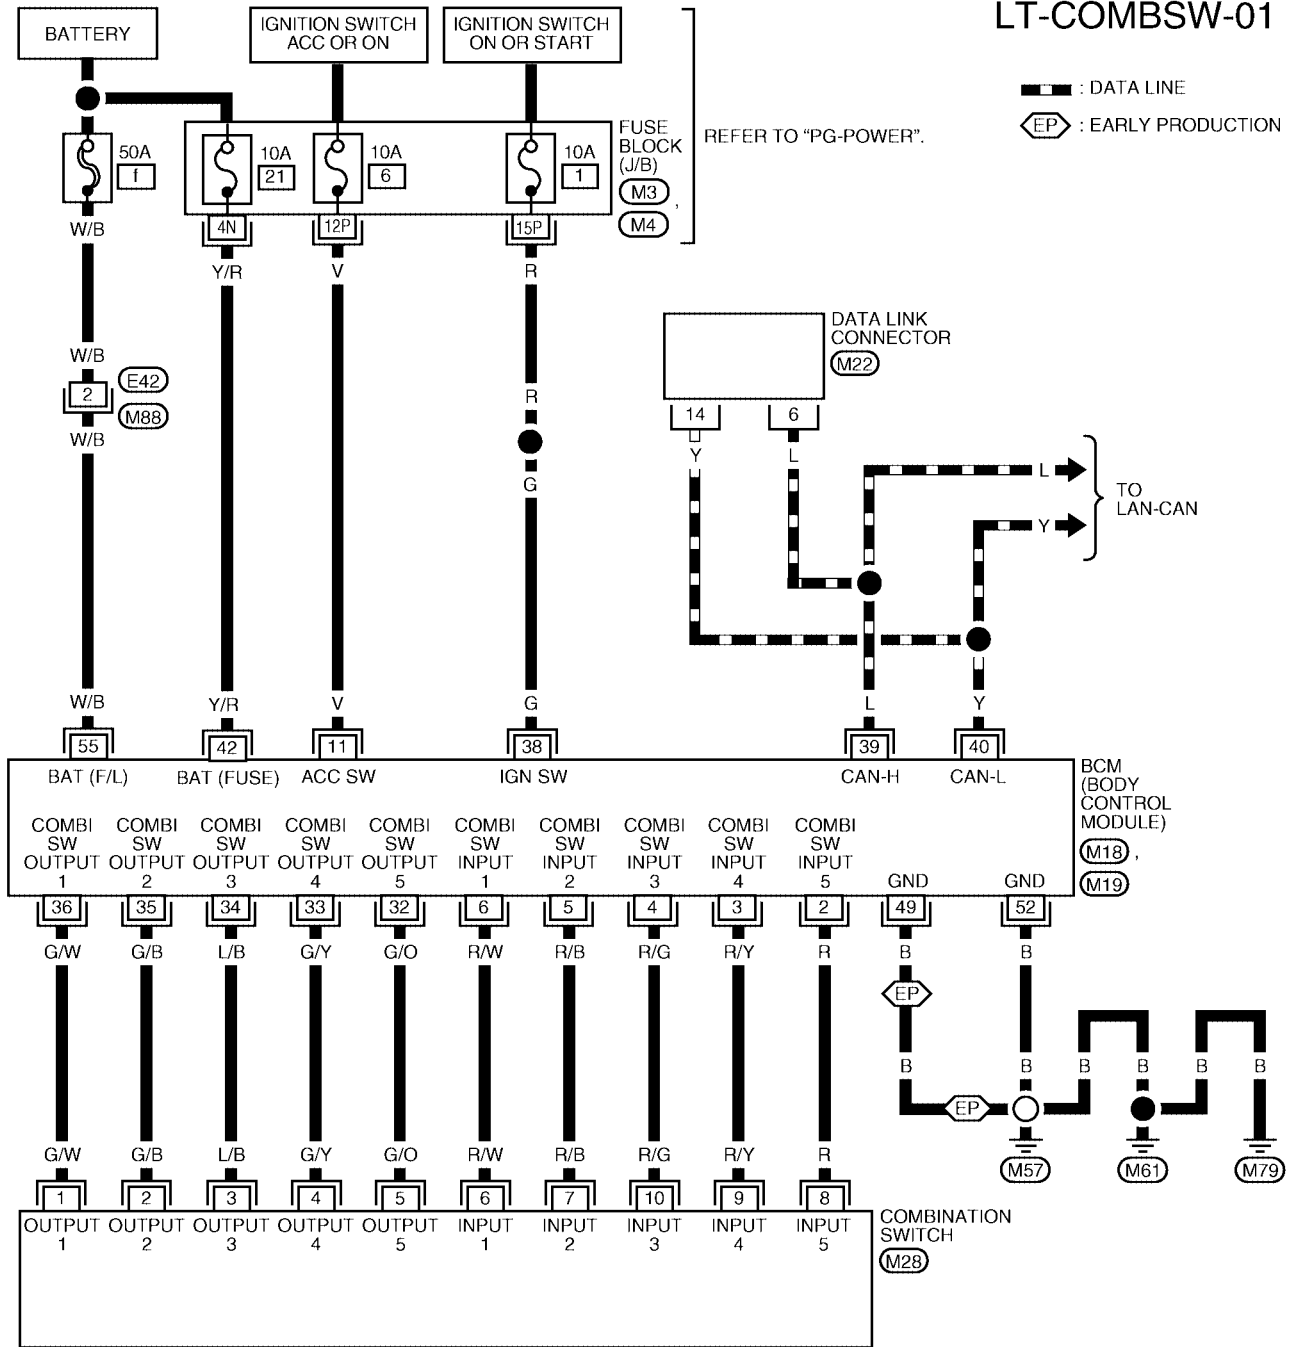 LT-COMBSW-01
BATTERY
IGNITION SWITCH
ACC OR ON
IGNITION SWITCH
ON OR START
: DATA LINE
EP : EARLY PRODUCTION
50A
f
10A
21
10A
6
10A
1
FUSE
BLOCK
(J/B)
M3 ,
M4
REFER TO "PG-POWER".
4N 12P 15P
W/B Y/R V R
W/B
2
E42
M88
W/B
R
G
DATA LINK
CONNECTOR
M22
14 6
Y L
L
Y
TO
LAN-CAN
W/B Y/R V G L Y
55 42 11 38 39 40
BAT (F/L) BAT (FUSE) ACC SW IGN SW CAN-H CAN-L
BCM
(BODY
CONTROL
MODULE)
M18 ,
M19
COMBI COMBI COMBI COMBI COMBI COMBI COMBI COMBI COMBI COMBI
SW SW SW SW SW SW SW SW SW SW
OUTPUT OUTPUT OUTPUT OUTPUT OUTPUT INPUT INPUT INPUT INPUT INPUT
1 2 3 4 5 1 2 3 4 5 GND GND
36 35 34 33 32 6 5 4 3 2 49 52
G/W G/B L/B G/Y G/O R/W R/B R/G R/Y R B B
EP
B B B B B B
EP
G/W G/B L/B G/Y G/O R/W R/B R/G R/Y R
M57 M61 M79
1 2 3 4 5 6 7 10 9 8
OUTPUT OUTPUT OUTPUT OUTPUT OUTPUT INPUT INPUT INPUT INPUT INPUT
1 2 3 4 5 1 2 3 4 5
COMBINATION
SWITCH
M28